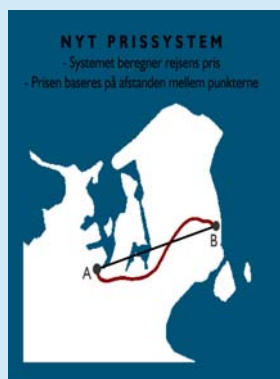 NYT PRISSYSTEM
- Systemet beregner rejsens pris
- Prisen baseres på afstanden mellem punkterne
B
A